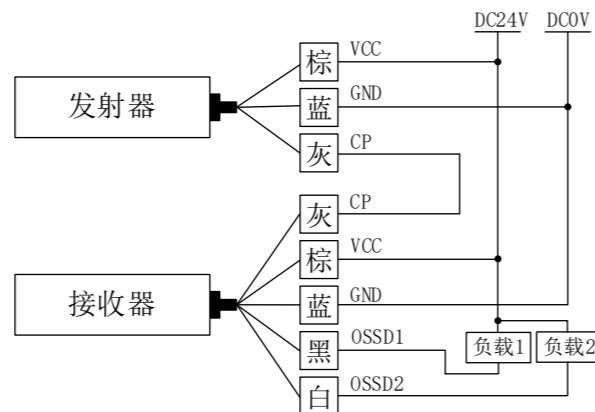 DC24V DC0V
发射器
棕 VCC
蓝 GND
灰 CP
灰 CP
棕 VCC
接收器
蓝 GND
黑 OSSD1
负载1 负载2
白 OSSD2